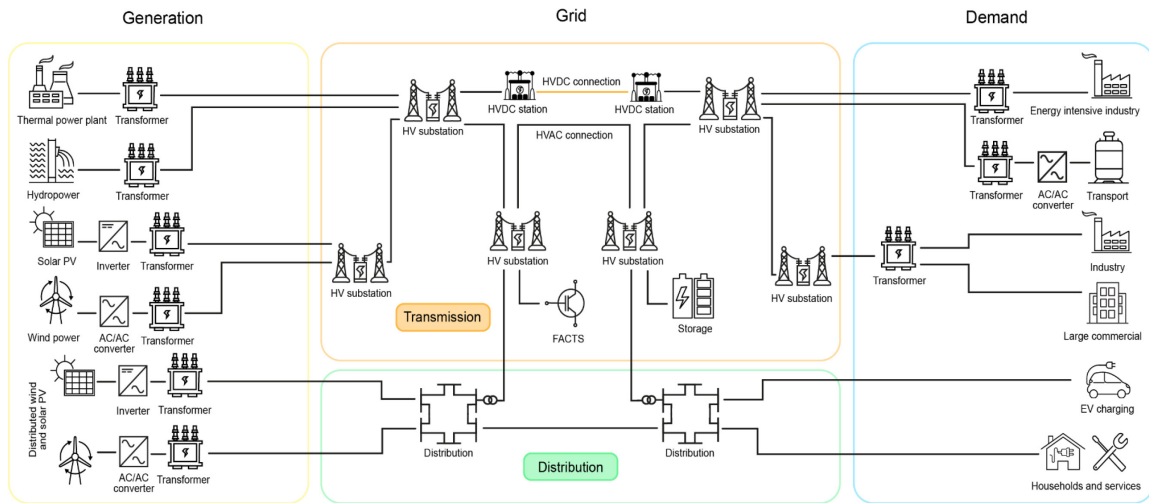 Generation
Grid
Demand
Thermal power plant
Transformer
Hydropower
Transformer
Solar PV
Inverter
Transformer
Wind power
AC/AC
converter
Transformer
Distributed wind
and solar PV
Inverter
Transformer
AC/AC
converter
Transformer
HV substation
HVDC station
HVDC connection
HVDC station
HV substation
HVAC connection
HV substation
HV substation
HV substation
HV substation
Transmission
FACTS
Storage
Distribution
Distribution
Distribution
Transformer
Energy intensive industry
Transformer
AC/AC
converter
Transport
Transformer
Industry
Large commercial
EV charging
Households and services